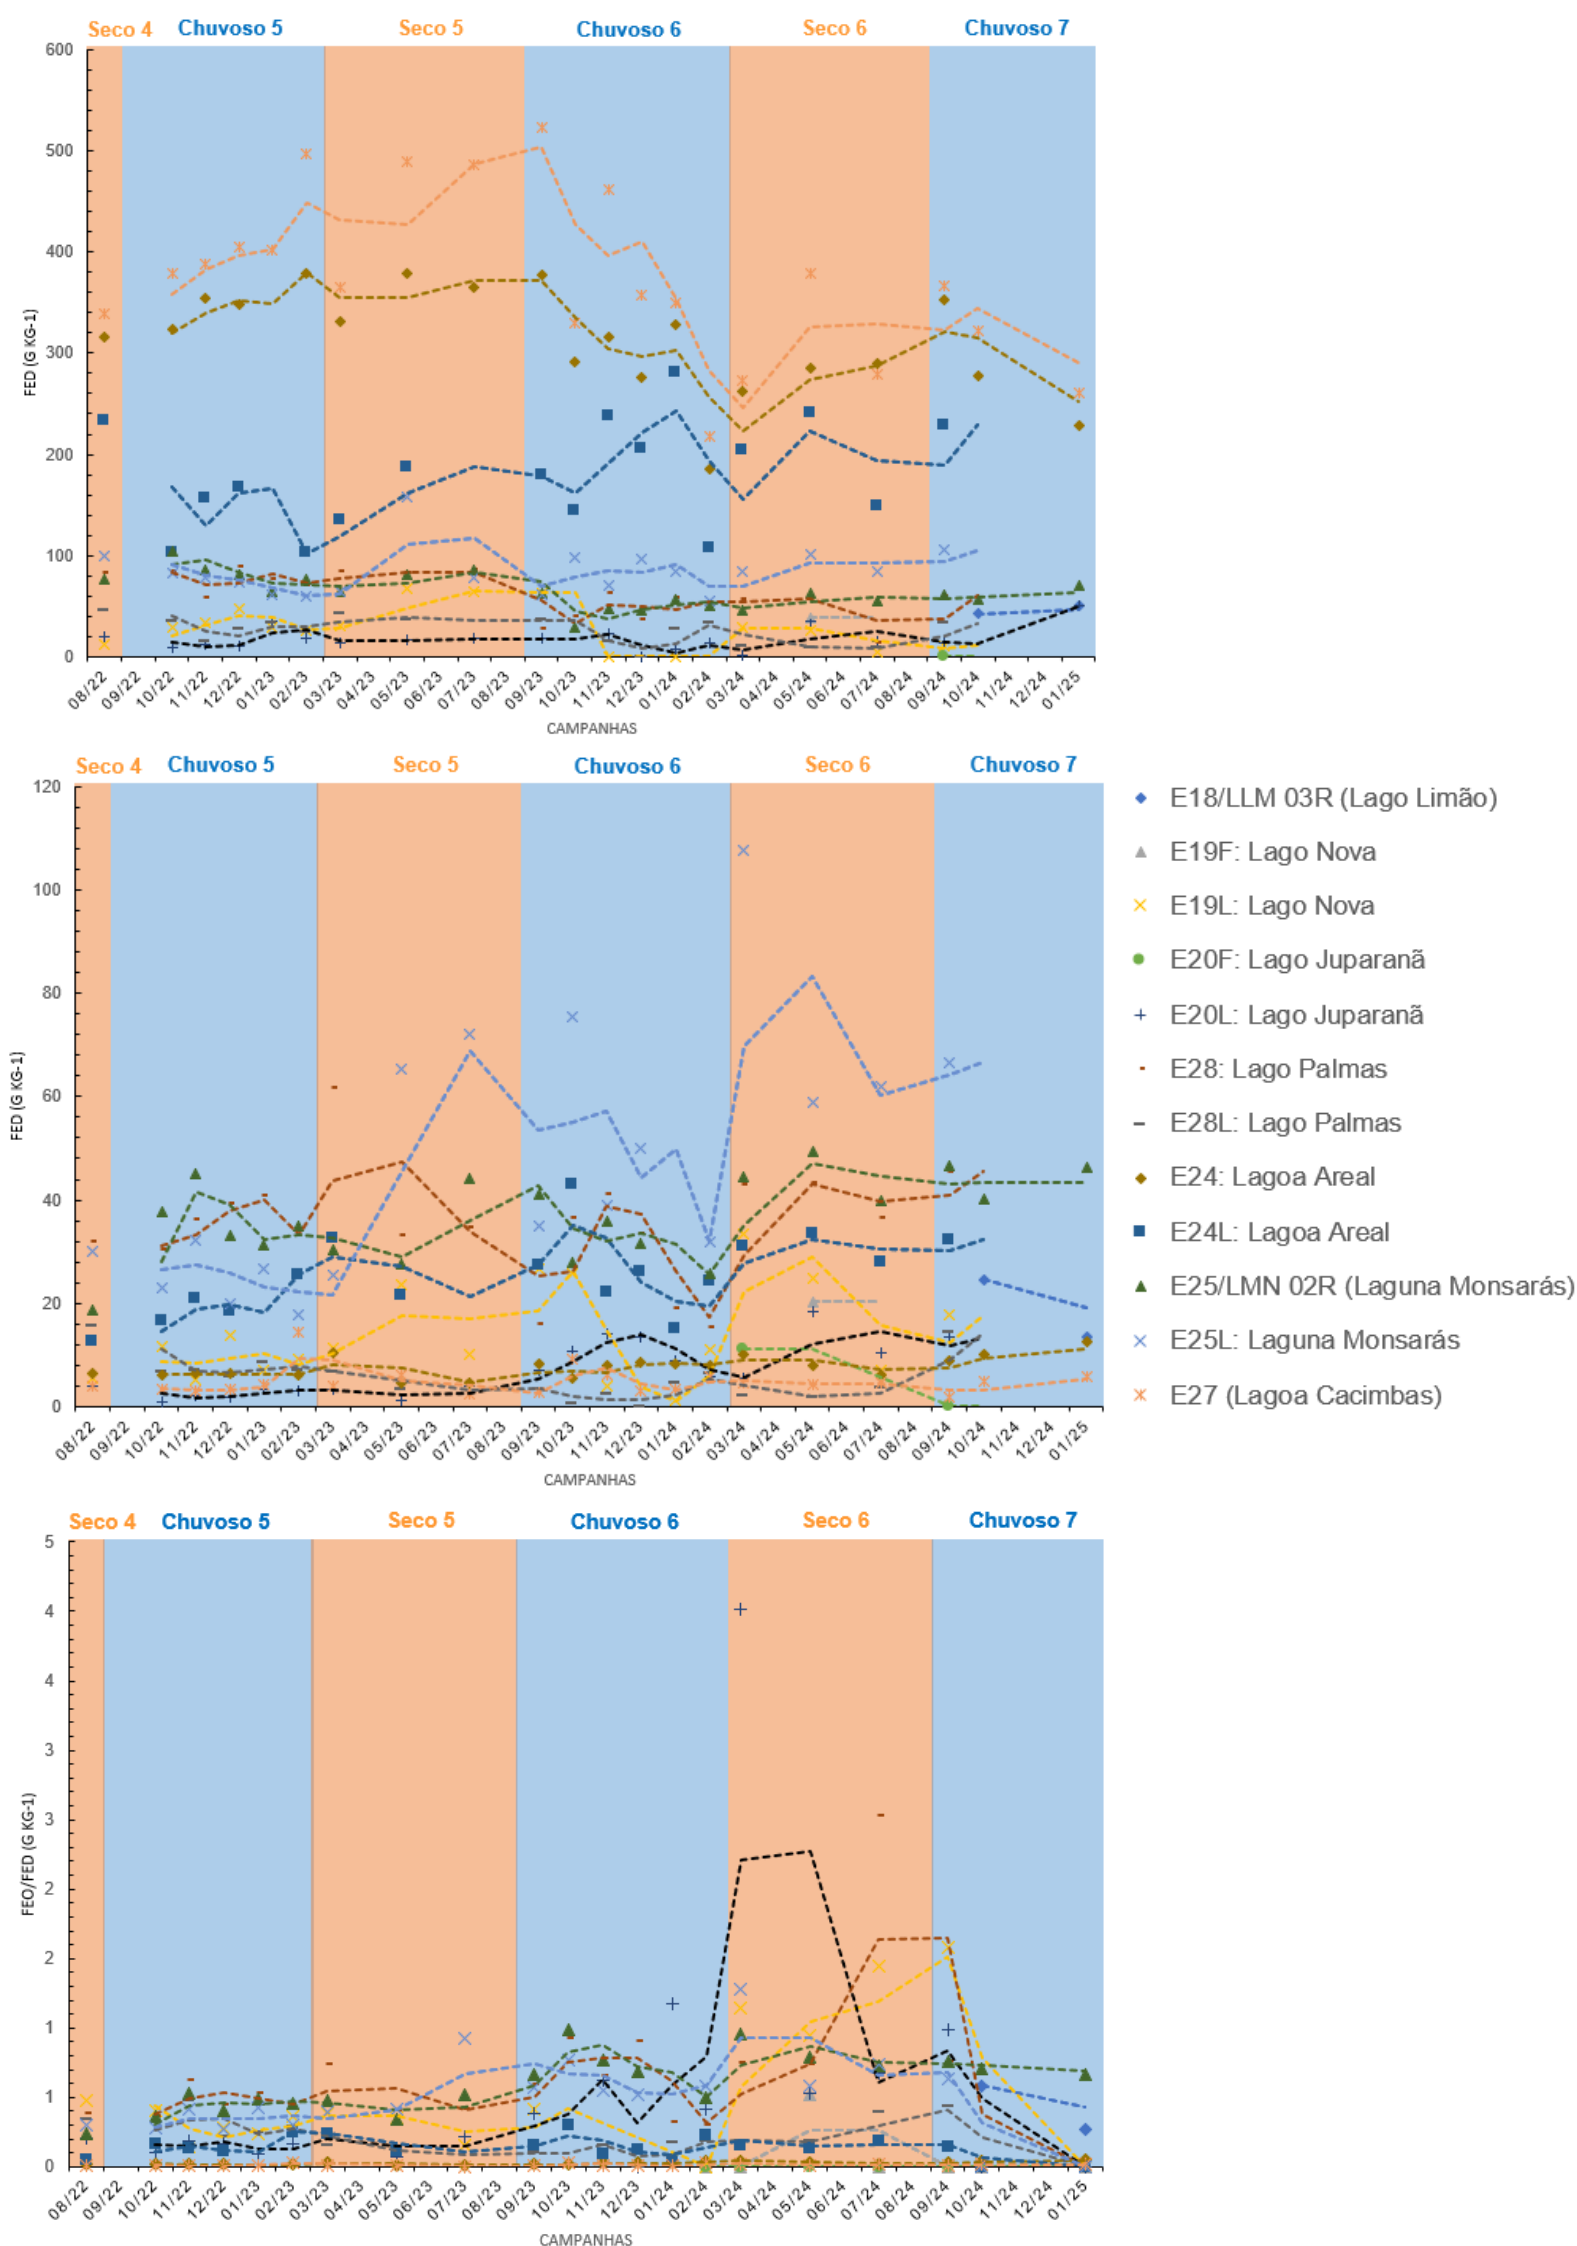 Seco 4 Chuvoso 5 Seco 5 Chuvoso 6 Seco 6 Chuvoso 7
600
500
400
300
200
100
0
FED (G KG-1)
08/22 09/22 10/22 11/22 12/22 01/23 02/23 03/23 04/23 05/23 06/23 07/23 08/23 09/23 10/23 11/23 12/23 01/24 02/24 03/24 04/24 05/24 06/24 07/24 08/24 09/24 10/24 11/24 12/24 01/25
CAMPANHAS
Seco 4 Chuvoso 5 Seco 5 Chuvoso 6 Seco 6 Chuvoso 7
120
100
80
60
40
20
0
FED (G KG-1)
08/22 09/22 10/22 11/22 12/22 01/23 02/23 03/23 04/23 05/23 06/23 07/23 08/23 09/23 10/23 11/23 12/23 01/24 02/24 03/24 04/24 05/24 06/24 07/24 08/24 09/24 10/24 11/24 12/24 01/25
CAMPANHAS
E18/LLM 03R (Lago Limão)
E19F: Lago Nova
E19L: Lago Nova
E20F: Lago Juparanã
E20L: Lago Juparanã
E28: Lago Palmas
E28L: Lago Palmas
E24: Lagoa Areal
E24L: Lagoa Areal
E25/LMN 02R (Laguna Monsarás)
E25L: Laguna Monsarás
E27 (Lagoa Cacimbas)
Seco 4 Chuvoso 5 Seco 5 Chuvoso 6 Seco 6 Chuvoso 7
5
4
4
3
3
2
2
1
1
0
FEO/FED (G KG-1)
08/22 09/22 10/22 11/22 12/22 01/23 02/23 03/23 04/23 05/23 06/23 07/23 08/23 09/23 10/23 11/23 12/23 01/24 02/24 03/24 04/24 05/24 06/24 07/24 08/24 09/24 10/24 11/24 12/24 01/25
CAMPANHAS